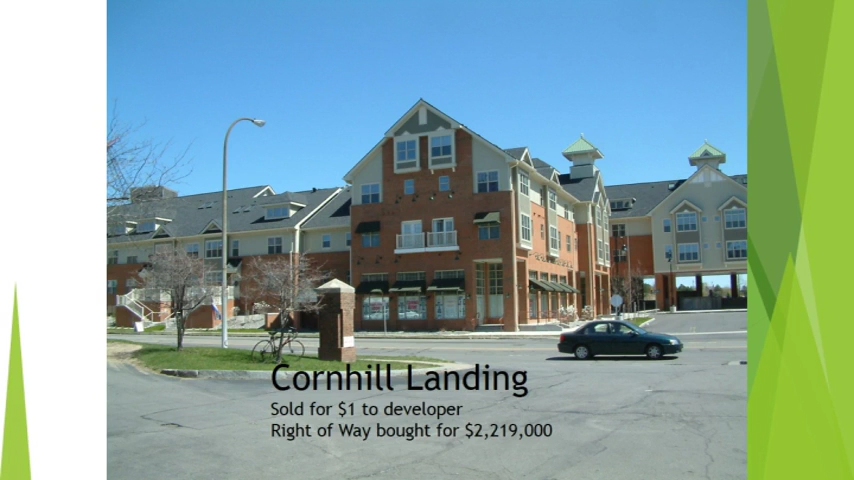 Cornhill Landing
Sold for $1 to developer
Right of Way bought for $2,219,000